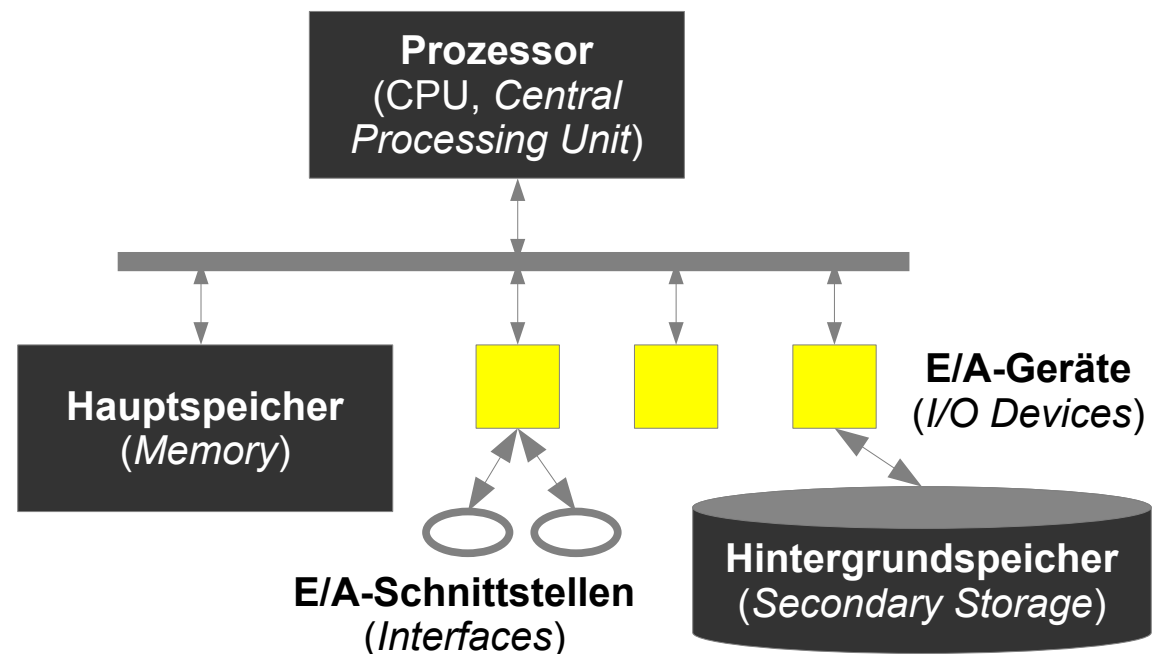 Prozessor
(CPU, Central
Processing Unit)
Hauptspeicher
(Memory)
E/A-Geräte
(I/O Devices)
E/A-Schnittstellen
(Interfaces)
Hintergrundspeicher
(Secondary Storage)